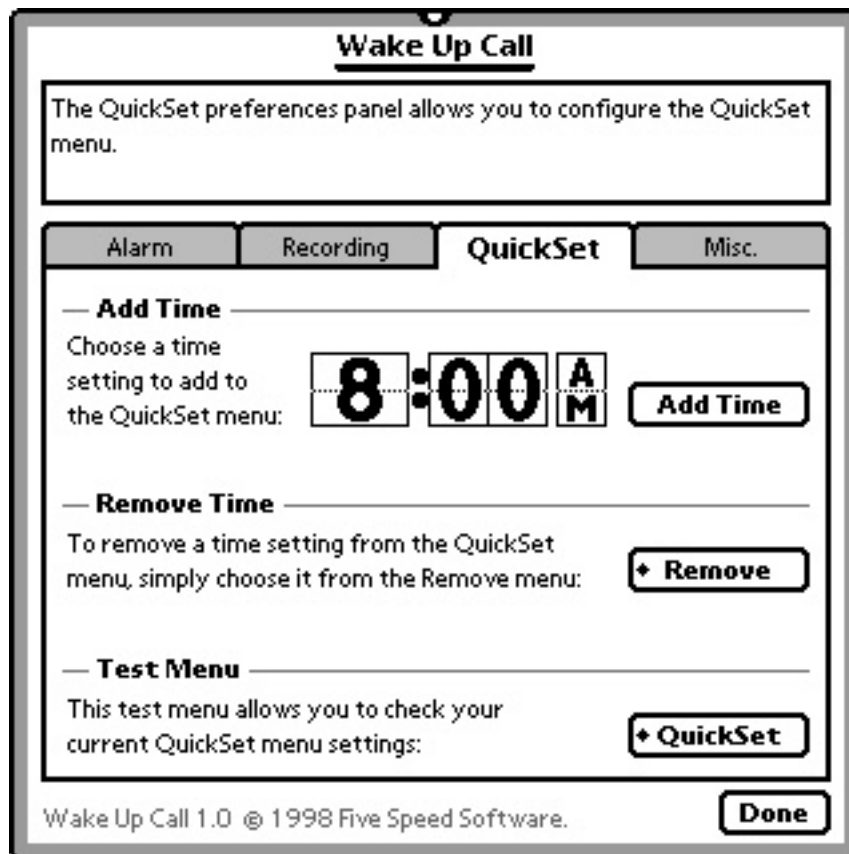 Wake Up Call
The QuickSet preferences panel allows you to configure the QuickSet
menu.
Alarm Recording QuickSet Misc.
Add Time
Choose a time
setting to add to
the QuickSet menu:
8:00 AM
Add Time
Remove Time
To remove a time setting from the QuickSet
menu, simply choose it from the Remove menu:
Remove
Test Menu
This test menu allows you to check your
current QuickSet menu settings:
QuickSet
Wake Up Call 1.0 © 1998 Five Speed Software.
Done